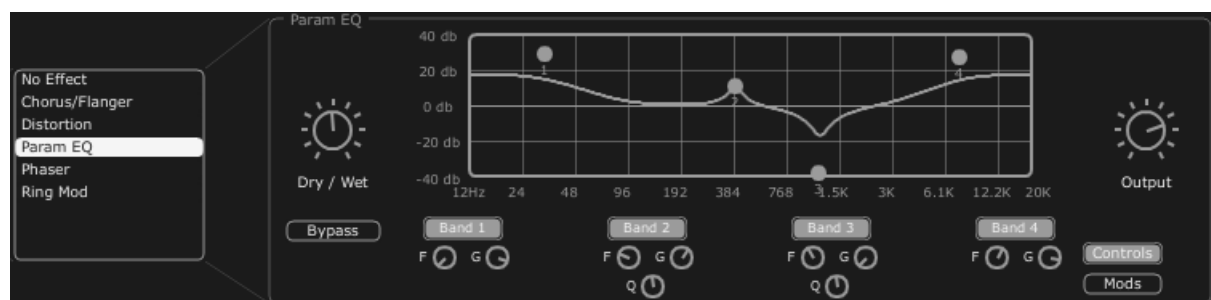 Param EQ
No Effect
Chorus/Flanger
Distortion
Param EQ
Phaser
Ring Mod
Dry / Wet
Bypass
40 db
20 db
0 db
-20 db
-40 db
1
2
3
4
12Hz 24 48 96 192 384 768 1.5K 3K 6.1K 12.2K 20K
Band 1
F G
Band 2
F G
Q
Band 3
F G
Q
Band 4
F G
Output
Controls
Mods